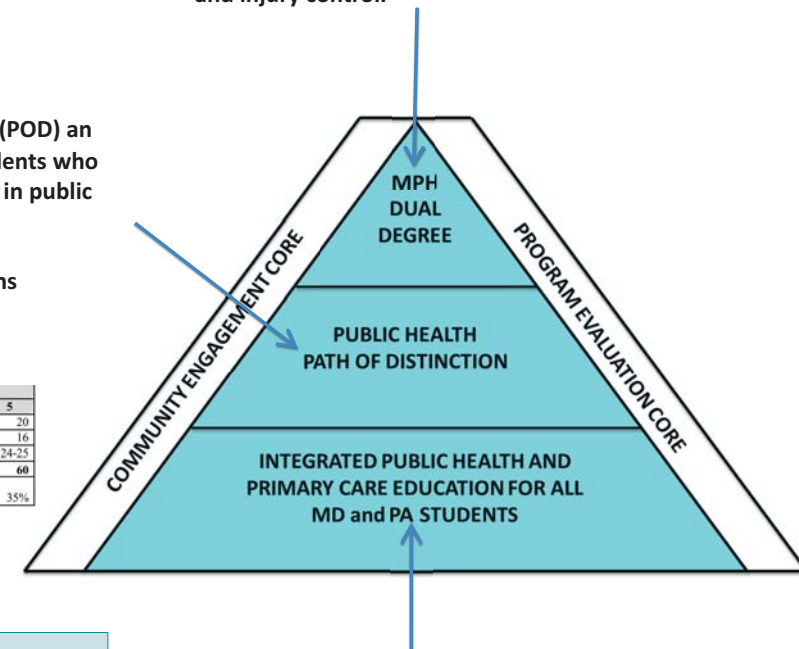 and injury control.
(POD) an
dents who
in public
ns
5
20
16
24-25
60
35%
MPH
DUAL
DEGREE
COMMUNITY ENGAGEMENT CORE
PROGRAM EVALUATION CORE
PUBLIC HEALTH
PATH OF DISTINCTION
INTEGRATED PUBLIC HEALTH AND
PRIMARY CARE EDUCATION FOR ALL
MD and PA STUDENTS